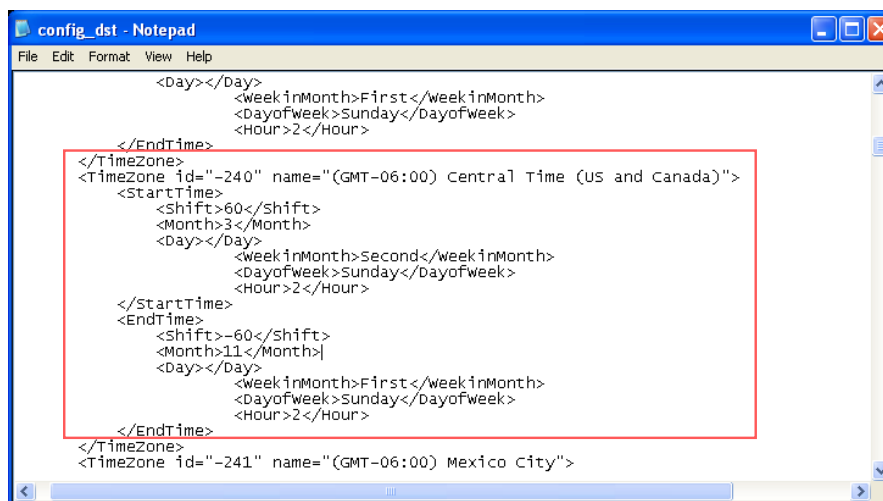 config_dst - Notepad
File Edit Format View Help
<Day></Day>
<WeekinMonth>First</WeekinMonth>
<DayofWeek>Sunday</DayofWeek>
<Hour>2</Hour>
</EndTime>
</TimeZone>
<TimeZone id="-240" name="(GMT-06:00) Central Time (US and Canada)">
<StartTime>
<Shift>60</Shift>
<Month>3</Month>
<Day></Day>
<WeekinMonth>Second</WeekinMonth>
<DayofWeek>Sunday</DayofWeek>
<Hour>2</Hour>
</StartTime>
<EndTime>
<Shift>-60</Shift>
<Month>11</Month>
<Day></Day>
<WeekinMonth>First</WeekinMonth>
<DayofWeek>Sunday</DayofWeek>
<Hour>2</Hour>
</EndTime>
</TimeZone>
<TimeZone id="-241" name="(GMT-06:00) Mexico City">